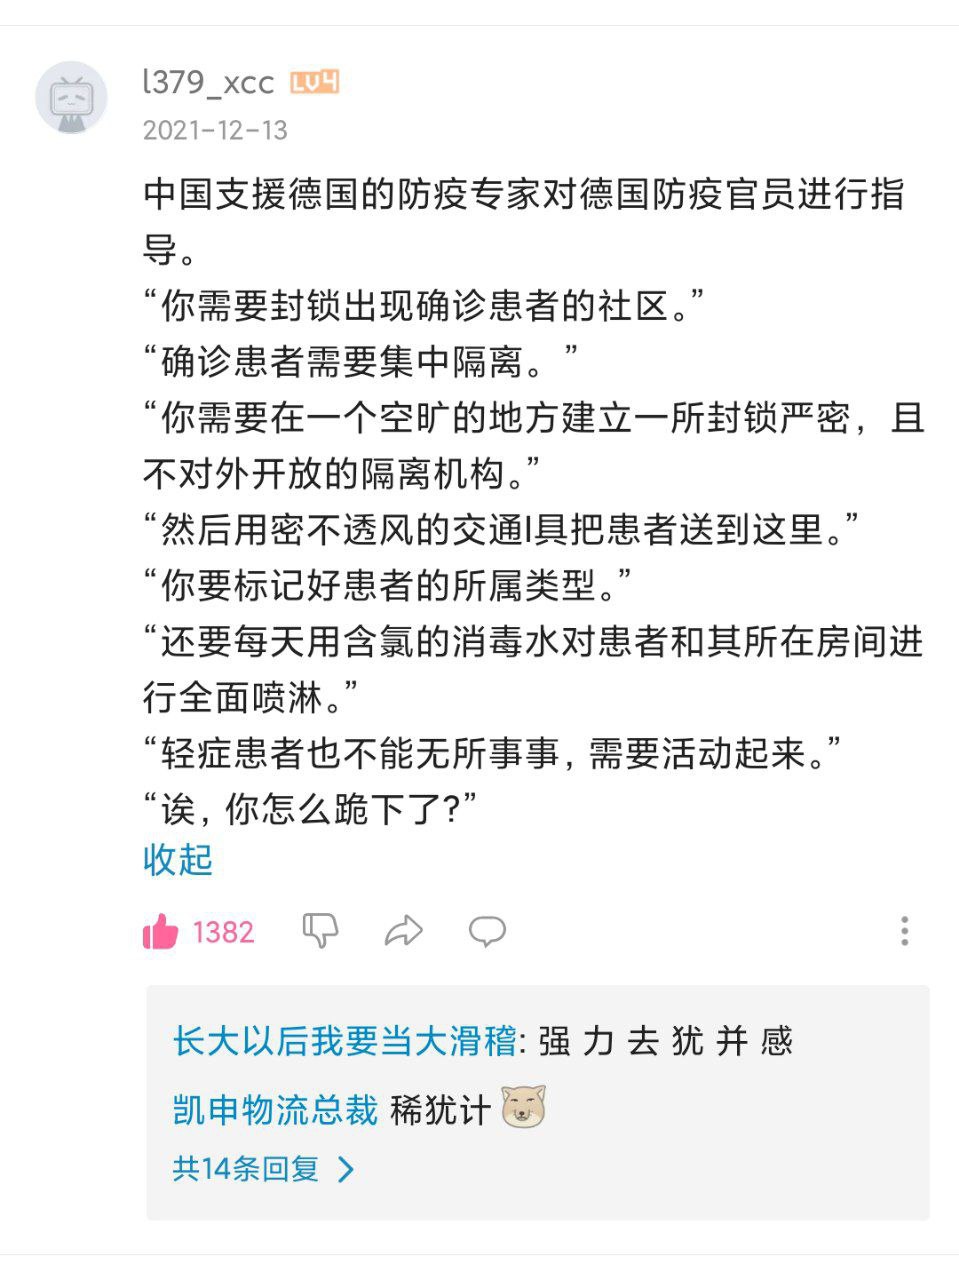 l379_xcc LV4
2021-12-13
中国支援德国的防疫专家对德国防疫官员进行指
导。
“你需要封锁出现确诊患者的社区。”
“确诊患者需要集中隔离。”
“你需要在一个空旷的地方建立一所封锁严密，且
不对外开放的隔离机构。”
“然后用密不透风的交通I具把患者送到这里。”
“你要标记好患者的所属类型。”
“还要每天用含氯的消毒水对患者和其所在房间进
行全面喷淋。”
“轻症患者也不能无所事事，需要活动起来。”
“诶，你怎么跪下了?”
收起
1382
长大以后我要当大滑稽: 强 力 去 犹 并 感
凯申物流总裁 稀犹计
共14条回复 >